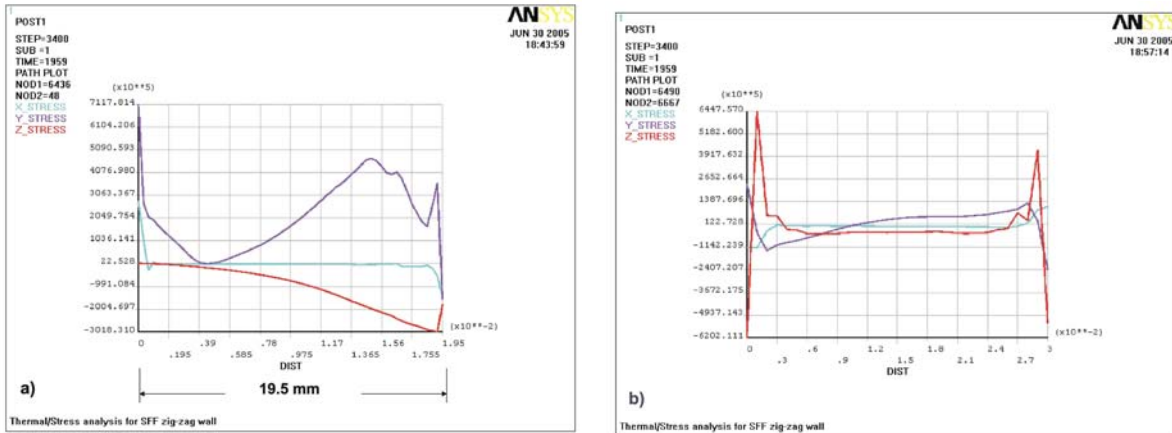 1
POST1
STEP=3400
SUB =1
TIME=1959
PATH PLOT
NOD1=6436
NOD2=48
X_STRESS
Y_STRESS
Z_STRESS
ANSYS
JUN 30 2005
18:43:59
(x10**5)
7117.814
6104.206
5090.593
4076.980
3063.367
2049.754
1036.141
22.528
-991.084
-2004.697
-3018.310
(x10**-2)
0
.195
.39
.585
.78
.975
1.17
1.365
1.56
1.755
1.95
DIST
a)
19.5 mm
Thermal/Stress analysis for SFF zig-zag wall
1
POST1
STEP=3400
SUB =1
TIME=1959
PATH PLOT
NOD1=6490
NOD2=6667
X_STRESS
Y_STRESS
Z_STRESS
ANSYS
JUN 30 2005
18:57:14
(x10**5)
6447.570
5182.600
3917.632
2652.664
1387.696
122.728
-1142.239
-2407.207
-3672.175
-4937.143
-6202.111
(x10**-2)
0
.3
.6
.9
1.2
1.5
1.8
2.1
2.4
2.7
3
DIST
b)
Thermal/Stress analysis for SFF zig-zag wall